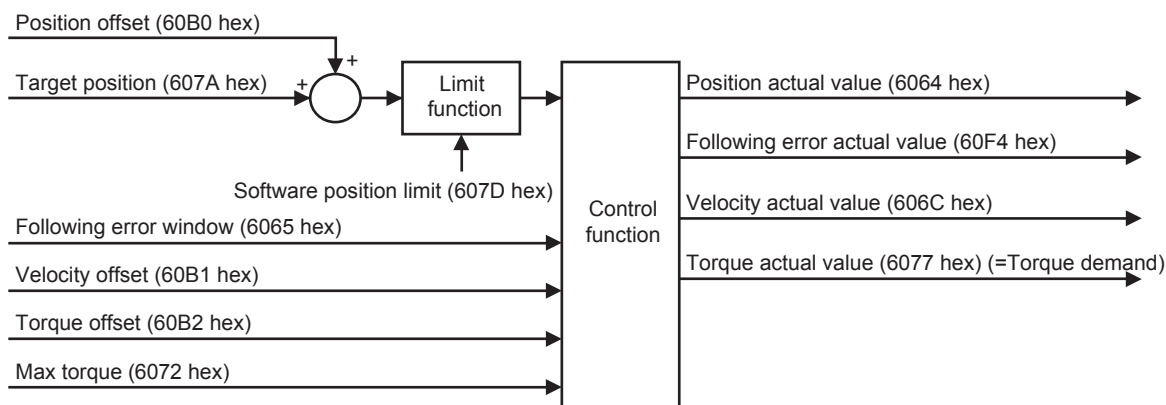 Position offset (60B0 hex)
+
Target position (607A hex)
+
Limit
function
Software position limit (607D hex)
Following error window (6065 hex)
Velocity offset (60B1 hex)
Torque offset (60B2 hex)
Max torque (6072 hex)
Control
function
Position actual value (6064 hex)
Following error actual value (60F4 hex)
Velocity actual value (606C hex)
Torque actual value (6077 hex) (=Torque demand)